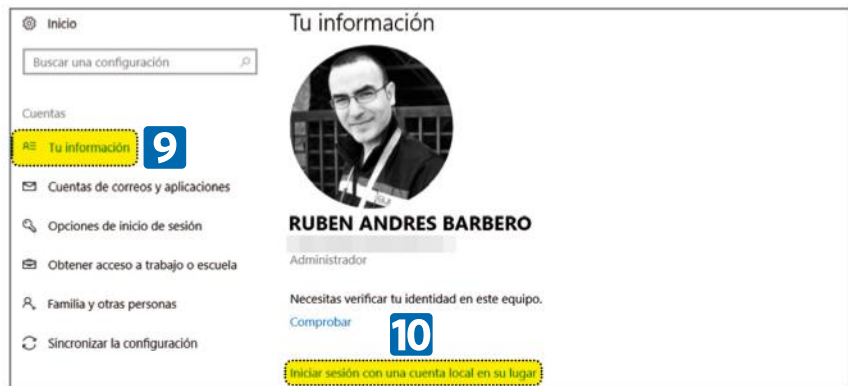 Inicio
Buscar una configuración
Cuentas
Tu información
9
Cuentas de correos y aplicaciones
Opciones de inicio de sesión
Obtener acceso a trabajo o escuela
Familia y otras personas
Sincronizar la configuración
Tu información
RUBEN ANDRES BARBERO
Administrador
Necesitas verificar tu identidad en este equipo.
Comprobar
10
Iniciar sesión con una cuenta local en su lugar